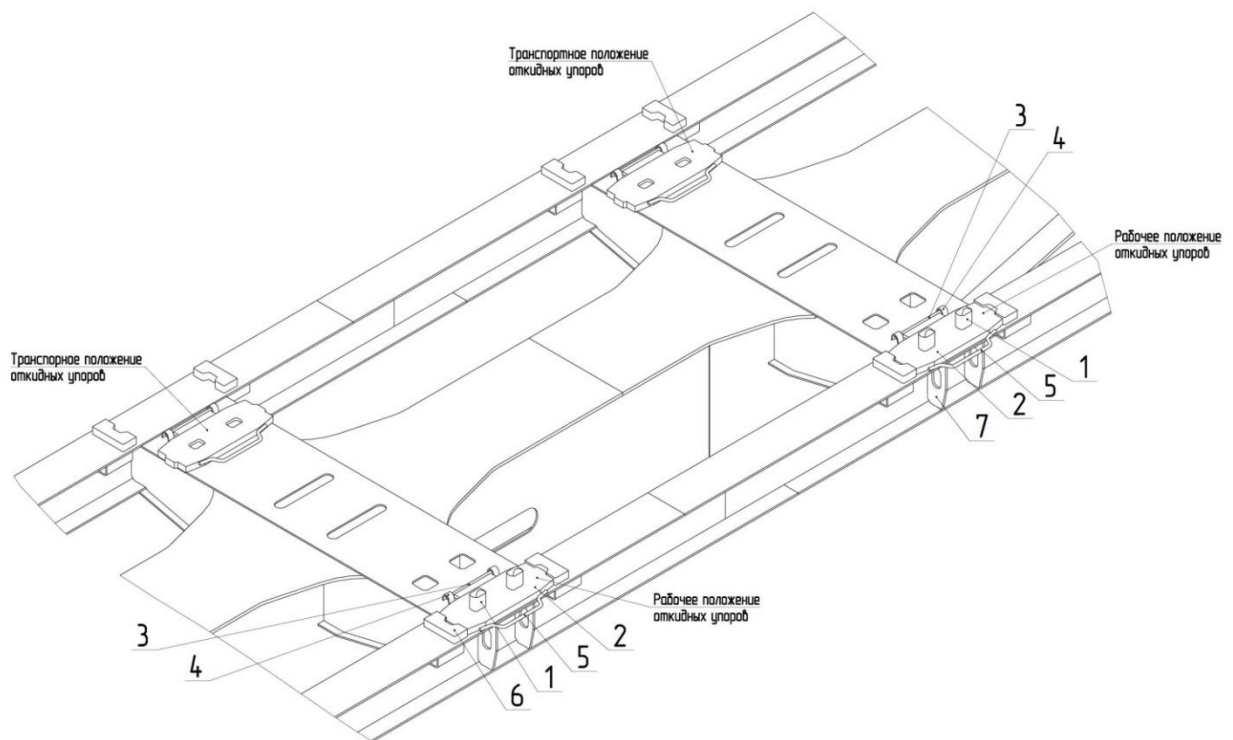 Транспортное положение
откидных упоров
3
4
Рабочее положение
откидных упоров
1
5
2
7
Транспорное положение
откидных упоров
Рабочее положение
откидных упоров
3
2
4
5
1
6